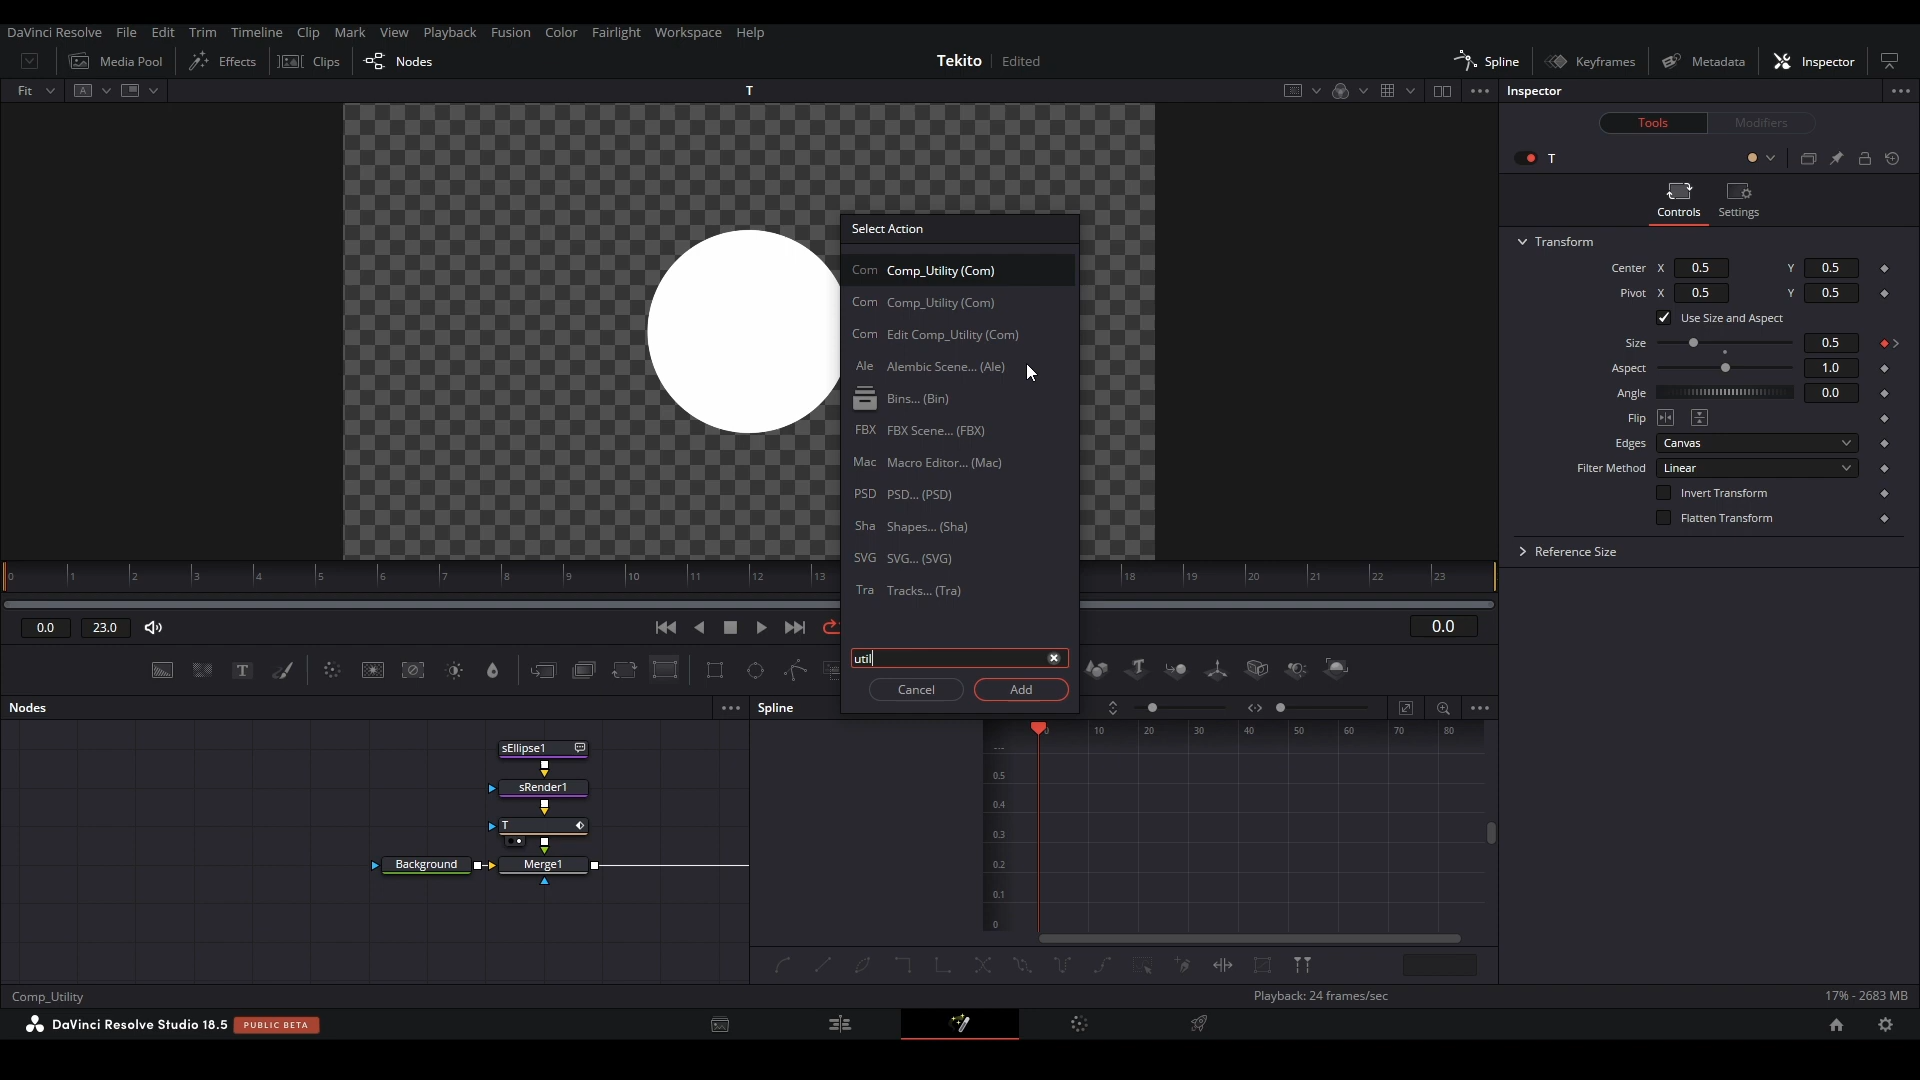 DaVinci Resolve File Edit Trim Timeline Clip Mark View Playback Fusion Color Fairlight Workspace Help
Media Pool Effects Clips Nodes Tekito Edited Spline Keyframes Metadata Inspector
Fit A T Inspector
Tools Modifiers
T
Controls Settings
Transform
Center X 0.5 Y 0.5
Pivot X 0.5 Y 0.5
Use Size and Aspect
Size 0.5
Aspect 1.0
Angle 0.0
Flip
Edges Canvas
Filter Method Linear
Invert Transform
Flatten Transform
Reference Size
Select Action
Com Comp_Utility (Com)
Com Comp_Utility (Com)
Com Edit Comp_Utility (Com)
Ale Alembic Scene... (Ale)
Bins... (Bin)
FBX FBX Scene... (FBX)
Mac Macro Editor... (Mac)
PSD PSD... (PSD)
Sha Shapes... (Sha)
SVG SVG... (SVG)
Tra Tracks... (Tra)
util
Cancel Add
0 1 2 3 4 5 6 7 8 9 10 11 12 13 18 19 20 21 22 23
0.0 23.0 0.0
Nodes Spline
sEllipse1
sRender1
T
Background Merge1
0 10 20 30 40 50 60 70 80
0.5
0.4
0.3
0.2
0.1
0
Comp_Utility Playback: 24 frames/sec 17% - 2683 MB
DaVinci Resolve Studio 18.5 PUBLIC BETA